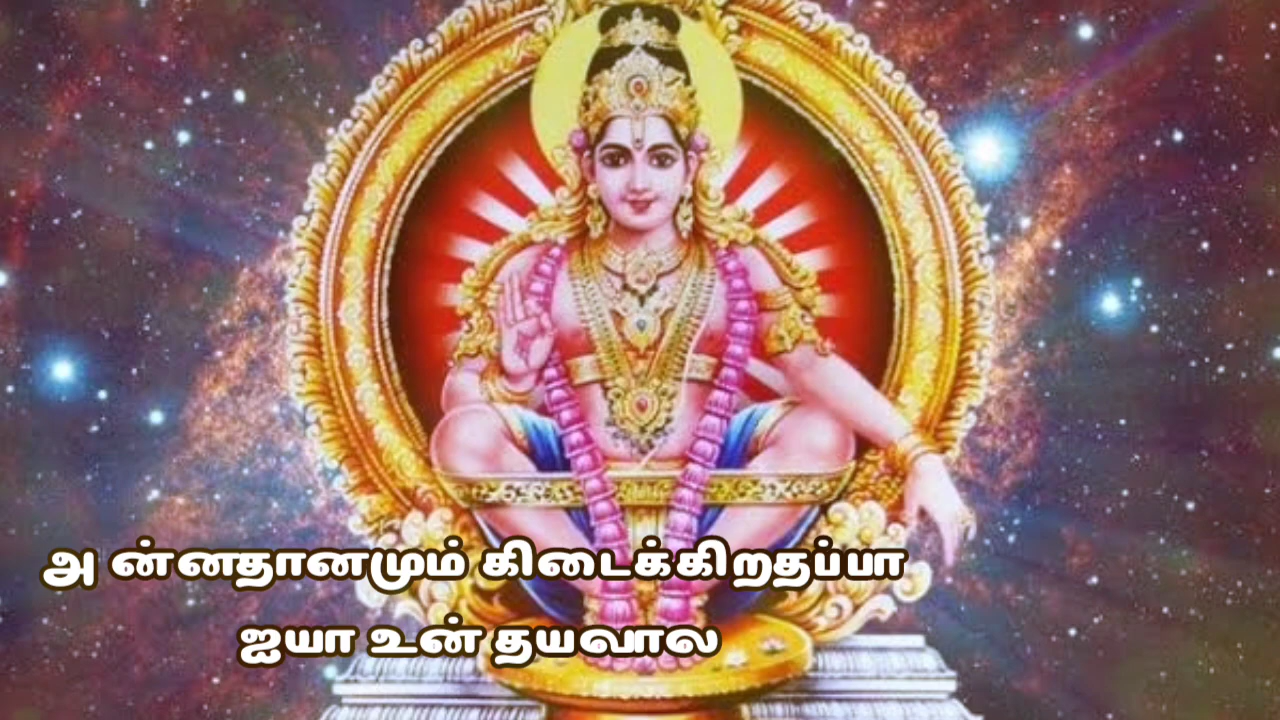 அ ன்னதானமும் கிடைக்கிறதப்பா
ஐயா உன் தயவால